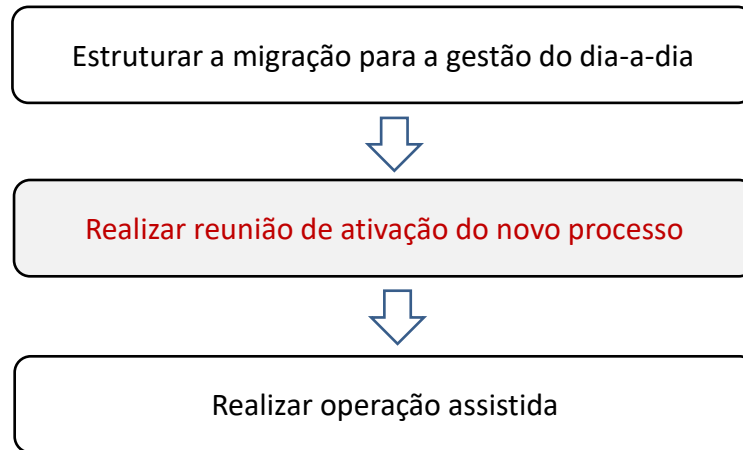 Estruturar a migração para a gestão do dia-a-dia
Realizar reunião de ativação do novo processo
Realizar operação assistida